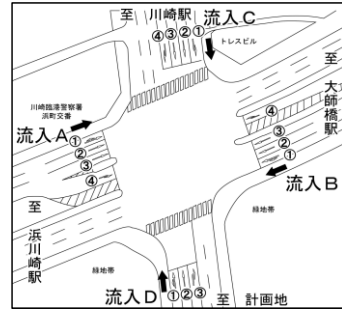 至 川崎駅
流入C
④③②①
トレスビル
至 大師橋駅
川崎臨港警察署
浜町交番
流入A
①
②
③
④
④
③
②
①
流入B
至 浜川崎駅
緑地帯
緑地帯
流入D
①②③
至 計画地